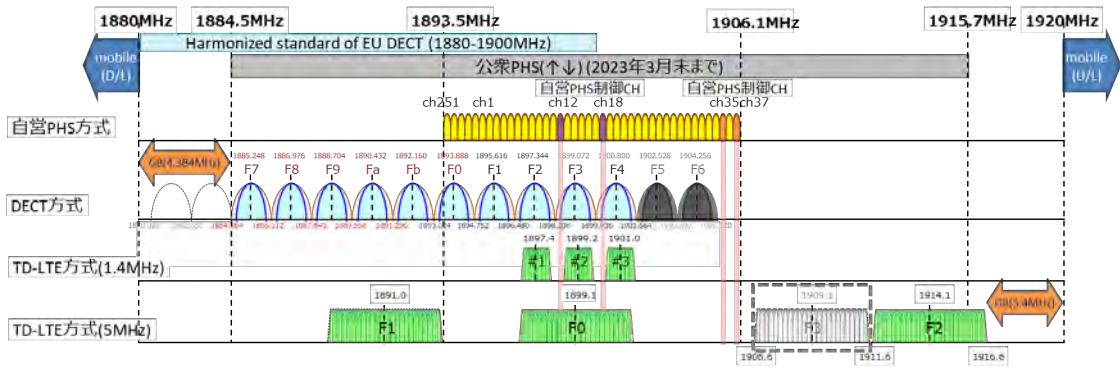 1880MHz 1884.5MHz 1893.5MHz 1906.1MHz 1915.7MHz 1920MHz
Harmonized standard of EU DECT (1880-1900MHz)
mobile
(D/L)
公衆PHS(↑↓) (2023年3月末まで)
mobile
(U/L)
自営PHS制御CH 自営PHS制御CH
ch251 ch1 ch12 ch18 ch35 ch37
自営PHS方式
GB(4.384MHz)
1885.248 1886.976 1888.704 1890.432 1892.160 1893.888 1895.616 1897.344 1899.072 1900.800 1902.528 1904.256
F7 F8 F9 Fa Fb F0 F1 F2 F3 F4 F5 F6
DECT方式
1897.4 1899.2 1901.0
#1 #2 #3
TD-LTE方式(1.4MHz)
1891.0 1899.1 1909.1 1914.1
GB(3.4MHz)
TD-LTE方式(5MHz)
F1 F0 F3 F2
1906.6 1911.6 1916.6